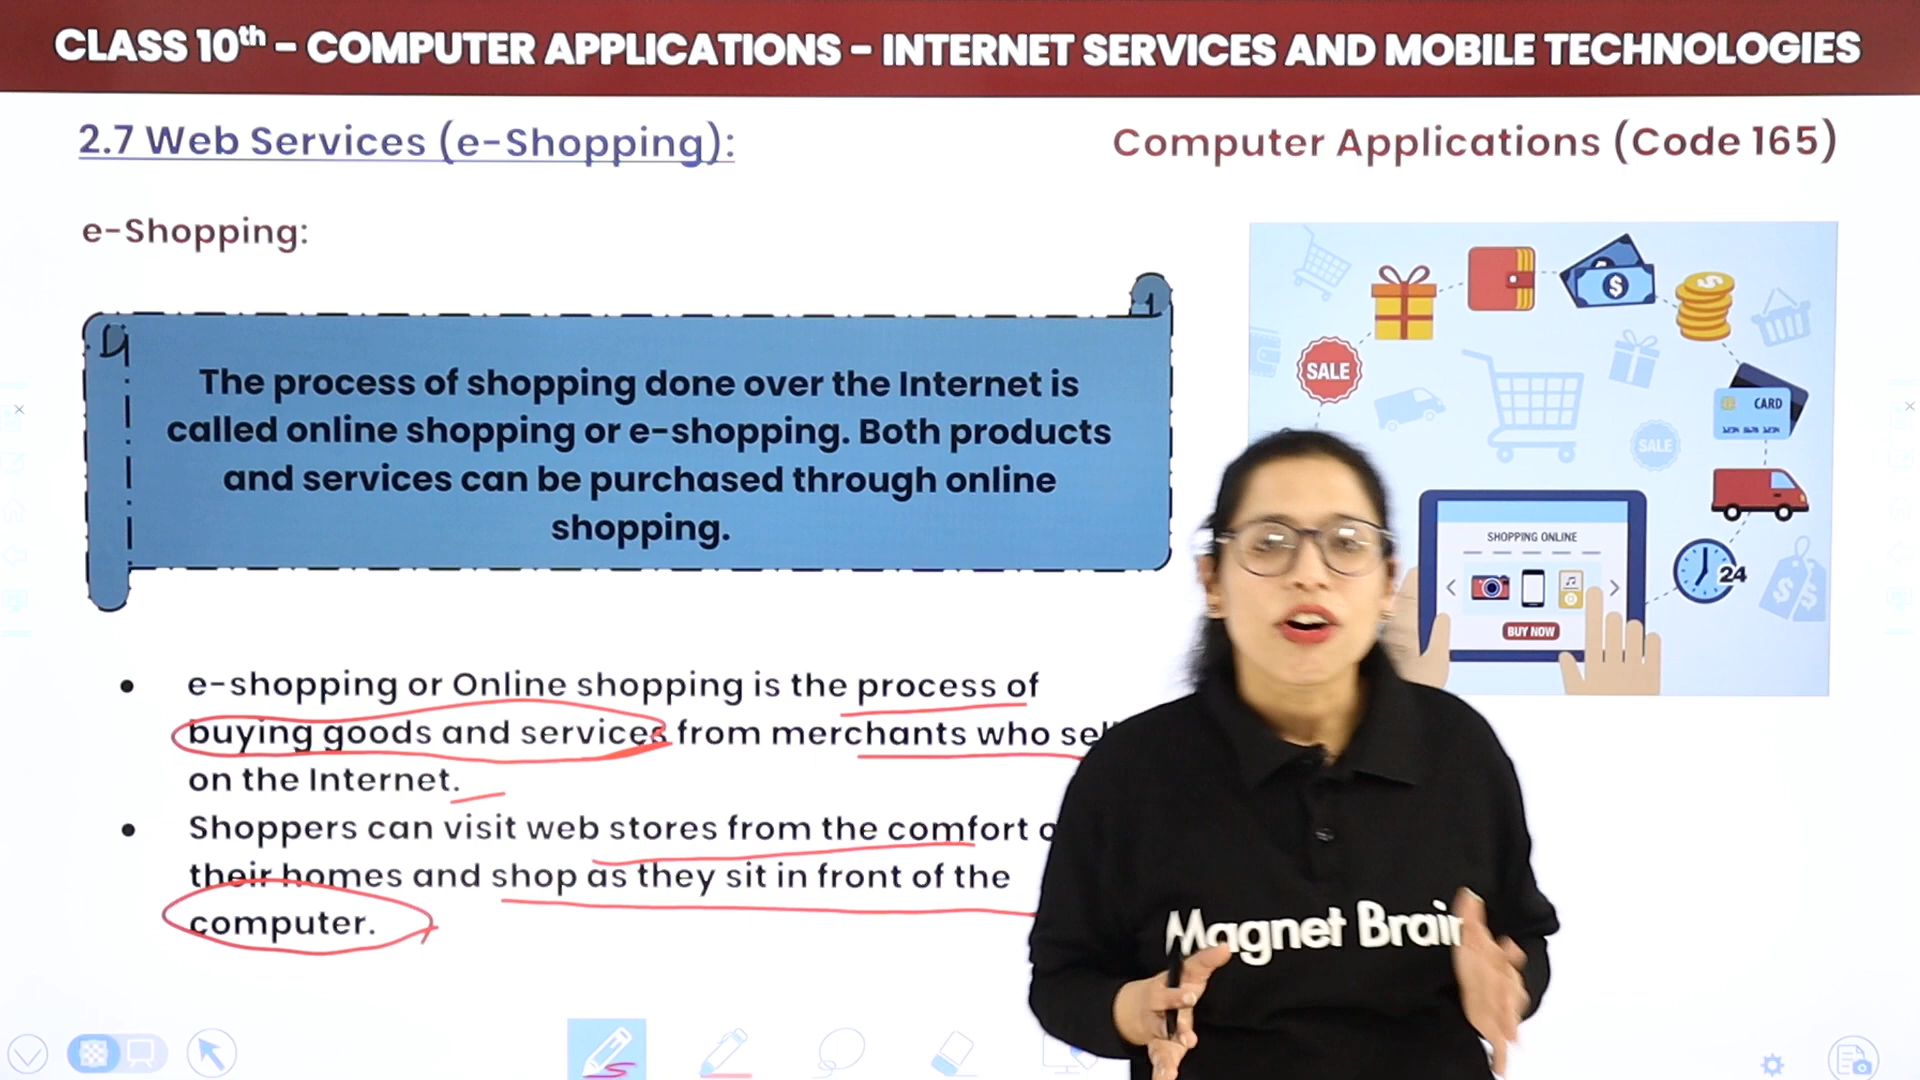 CLASS 10th – COMPUTER APPLICATIONS – INTERNET SERVICES AND MOBILE TECHNOLOGIES
2.7 Web Services (e-Shopping):
Computer Applications (Code 165)
e-Shopping:
The process of shopping done over the Internet is
called online shopping or e-shopping. Both products
and services can be purchased through online
shopping.
e-shopping or Online shopping is the process of
buying goods and services from merchants who sell
on the Internet.
Shoppers can visit web stores from the comfort
their homes and shop as they sit in front of the
computer.
SALE
CARD
SALE
24
SHOPPING ONLINE
BUY NOW
Magnet Brain